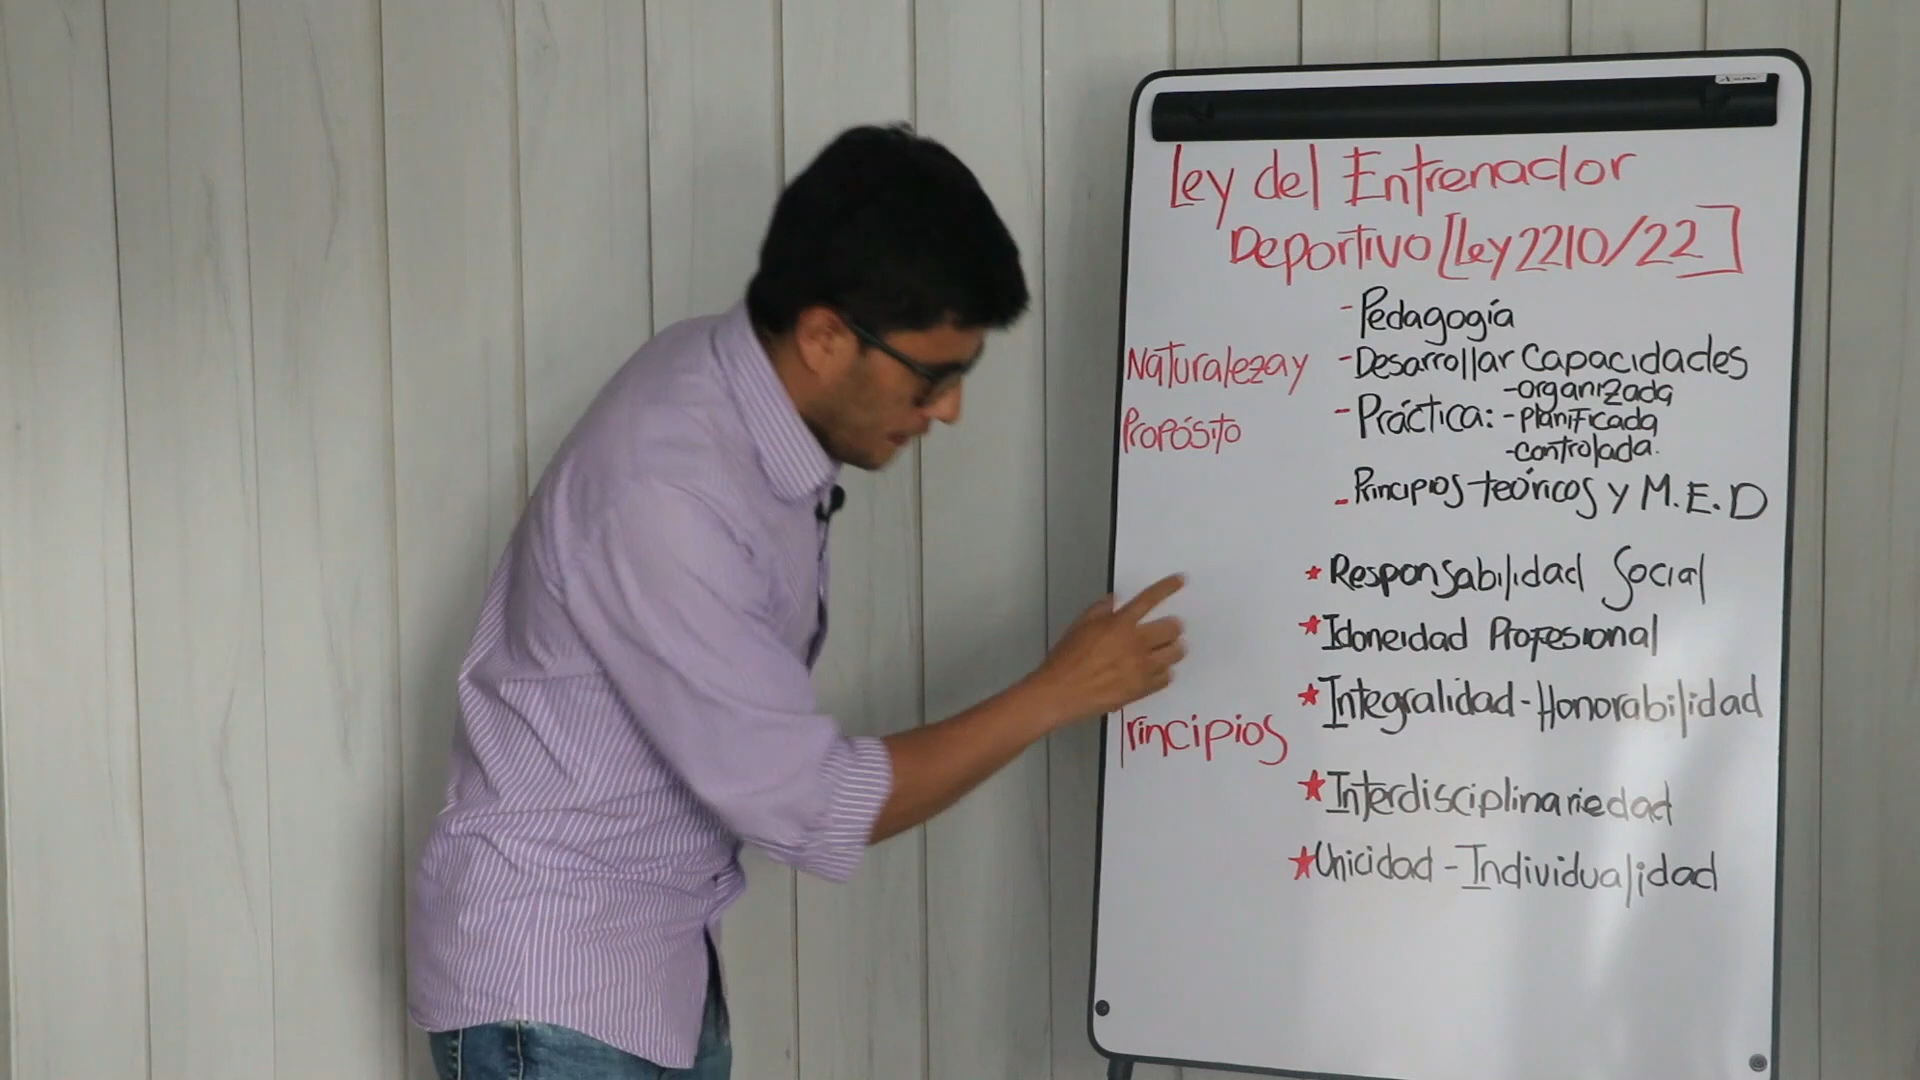 Ley del Entrenador
Deportivo [Ley 2210/22]
Naturaleza y
Propósito
- Pedagogía
- Desarrollar Capacidades
- Práctica:
- organizada
- Planificada
- controlada.
- Principios teóricos y M.E.D
Principios
* Responsabilidad Social
* Idoneidad Profesional
* Integralidad - Honorabilidad
* Interdisciplinariedad
* Unicidad - Individualidad